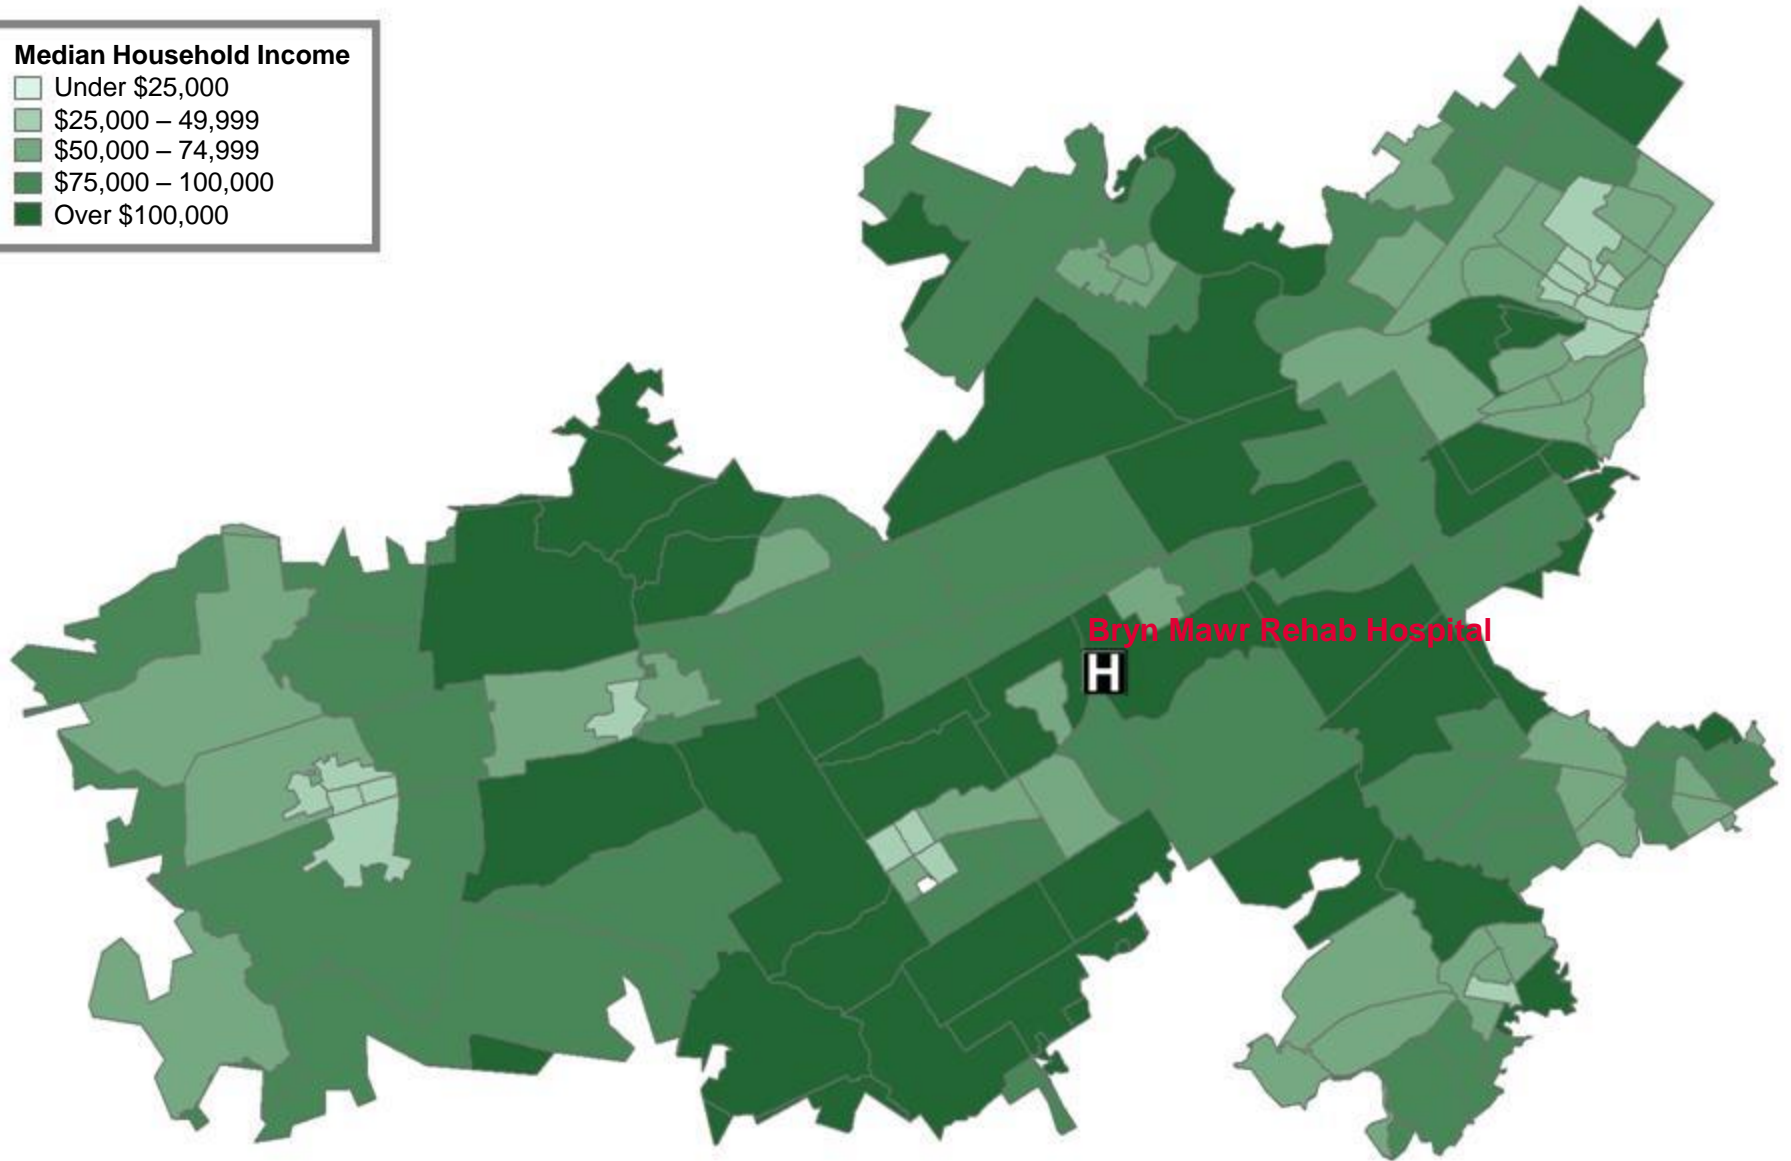 Median Household Income
Under $25,000
$25,000 – 49,999
$50,000 – 74,999
$75,000 – 100,000
Over $100,000
Bryn Mawr Rehab Hospital
H